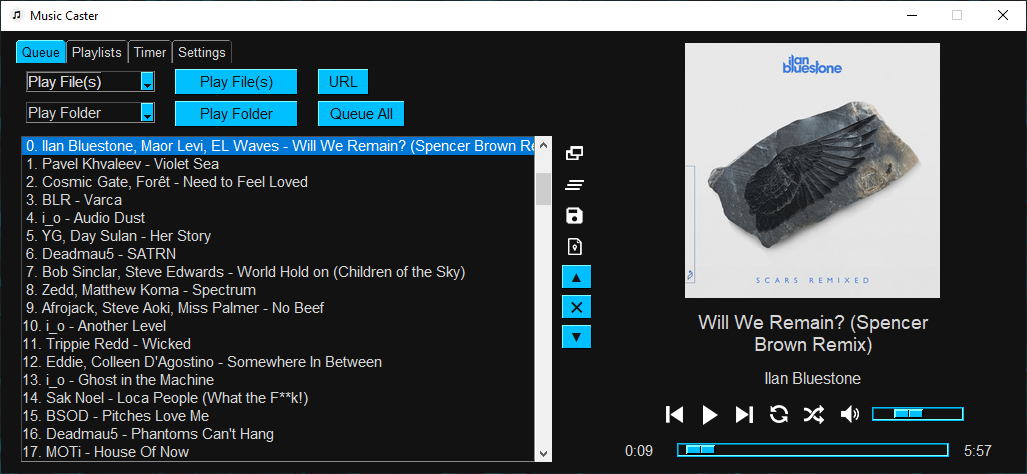 Music Caster
Queue Playlists Timer Settings
Play File(s) Play File(s) URL
Play Folder Play Folder Queue All
0. Ilan Bluestone, Maor Levi, EL Waves - Will We Remain? (Spencer Brown Re
1. Pavel Khvaleev - Violet Sea
2. Cosmic Gate, Forêt - Need to Feel Loved
3. BLR - Varca
4. i_o - Audio Dust
5. YG, Day Sulan - Her Story
6. Deadmau5 - SATRN
7. Bob Sinclar, Steve Edwards - World Hold on (Children of the Sky)
8. Zedd, Matthew Koma - Spectrum
9. Afrojack, Steve Aoki, Miss Palmer - No Beef
10. i_o - Another Level
11. Trippie Redd - Wicked
12. Eddie, Colleen D'Agostino - Somewhere In Between
13. i_o - Ghost in the Machine
14. Sak Noel - Loca People (What the F**k!)
15. BSOD - Pitches Love Me
16. Deadmau5 - Phantoms Can't Hang
17. MOTi - House Of Now
ilan
bluestone
SCARS REMIXED
Will We Remain? (Spencer
Brown Remix)
Ilan Bluestone
0:09 5:57